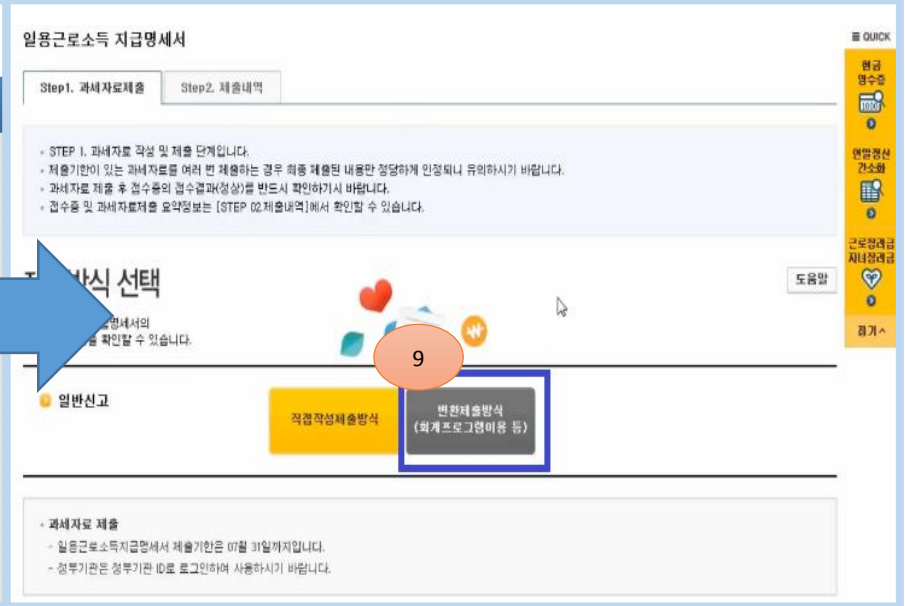 일용근로소득 지급명세서
Step1. 과세자료제출
Step2. 제출내역
- STEP 1. 과세자료 작성 및 제출 단계입니다.
- 제출기한이 있는 과세자료를 여러 번 제출하는 경우 최종 제출된 내용만 정당하게 인정되니 유의하시기 바랍니다.
- 과세자료 제출 후 접수증의 접수결과(정상)를 반드시 확인하기시 바랍니다.
- 접수증 및 과세자료제출 요약정보는 [STEP 02.제출내역]에서 확인할 수 있습니다.
방식 선택
도움말
명세서의
를 확인할 수 있습니다.
9
일반신고
직접작성제출방식
변환제출방식
(회계프로그램이용 등)
- 과세자료 제출
- 일용근로소득지급명세서 제출기한은 07월 31일까지입니다.
- 정부기관은 정부기관 ID로 로그인하여 사용하시기 바랍니다.
QUICK
현금
영수증
연말정산
간소화
근로장려금
자녀장려금
접기